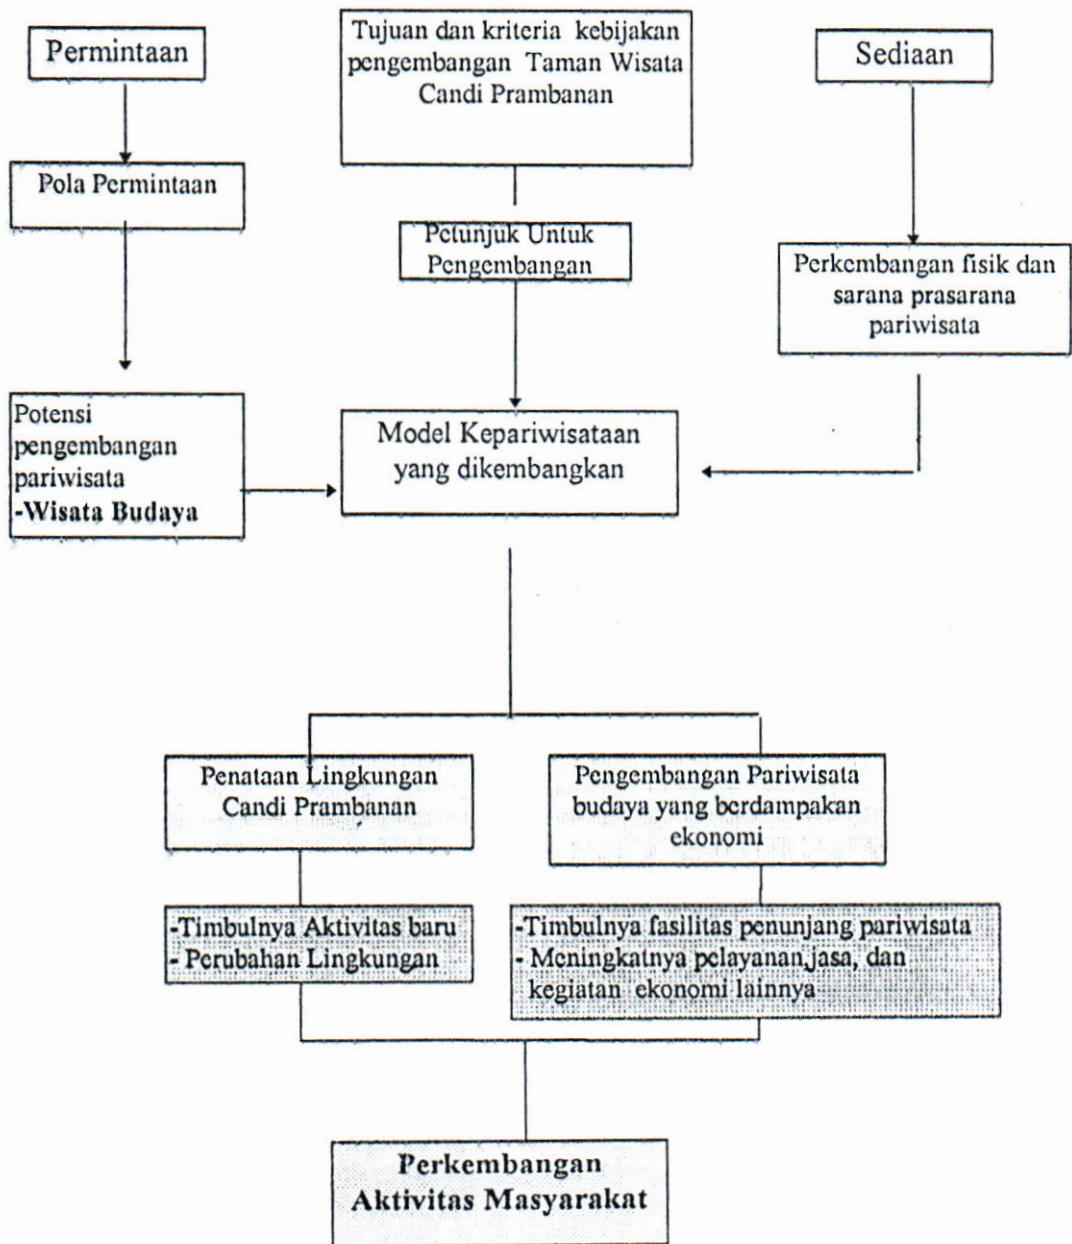 Permintaan
Tujuan dan kriteria kebijakan
pengembangan Taman Wisata
Candi Prambanan
Sediaan
Pola Permintaan
Petunjuk Untuk
Pengembangan
Perkembangan fisik dan
sarana prasarana
pariwisata
Potensi
pengembangan
pariwisata
-Wisata Budaya
Model Kepariwisataan
yang dikembangkan
Penataan Lingkungan
Candi Prambanan
Pengembangan Pariwisata
budaya yang berdampakan
ekonomi
-Timbulnya Aktivitas baru
- Perubahan Lingkungan
-Timbulnya fasilitas penunjang pariwisata
- Meningkatnya pelayanan,jasa, dan
kegiatan ekonomi lainnya
Perkembangan
Aktivitas Masyarakat